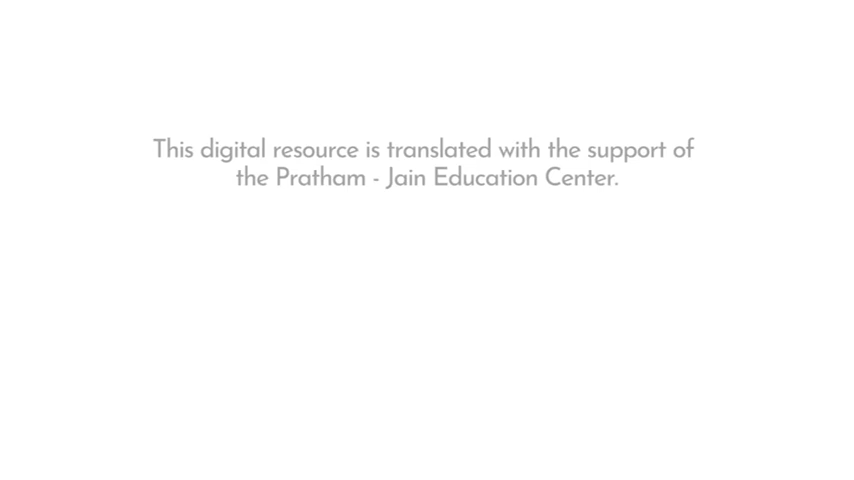 This digital resource is translated with the support of
the Pratham - Jain Education Center.